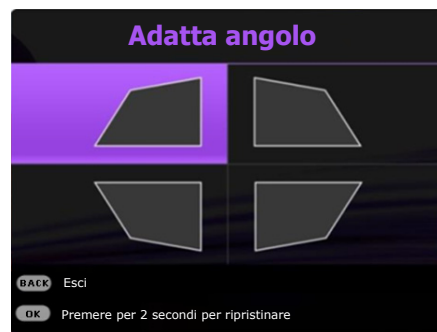 Adatta
angolo
BACK Esci
OK Premere per 2 secondi per ripristinare